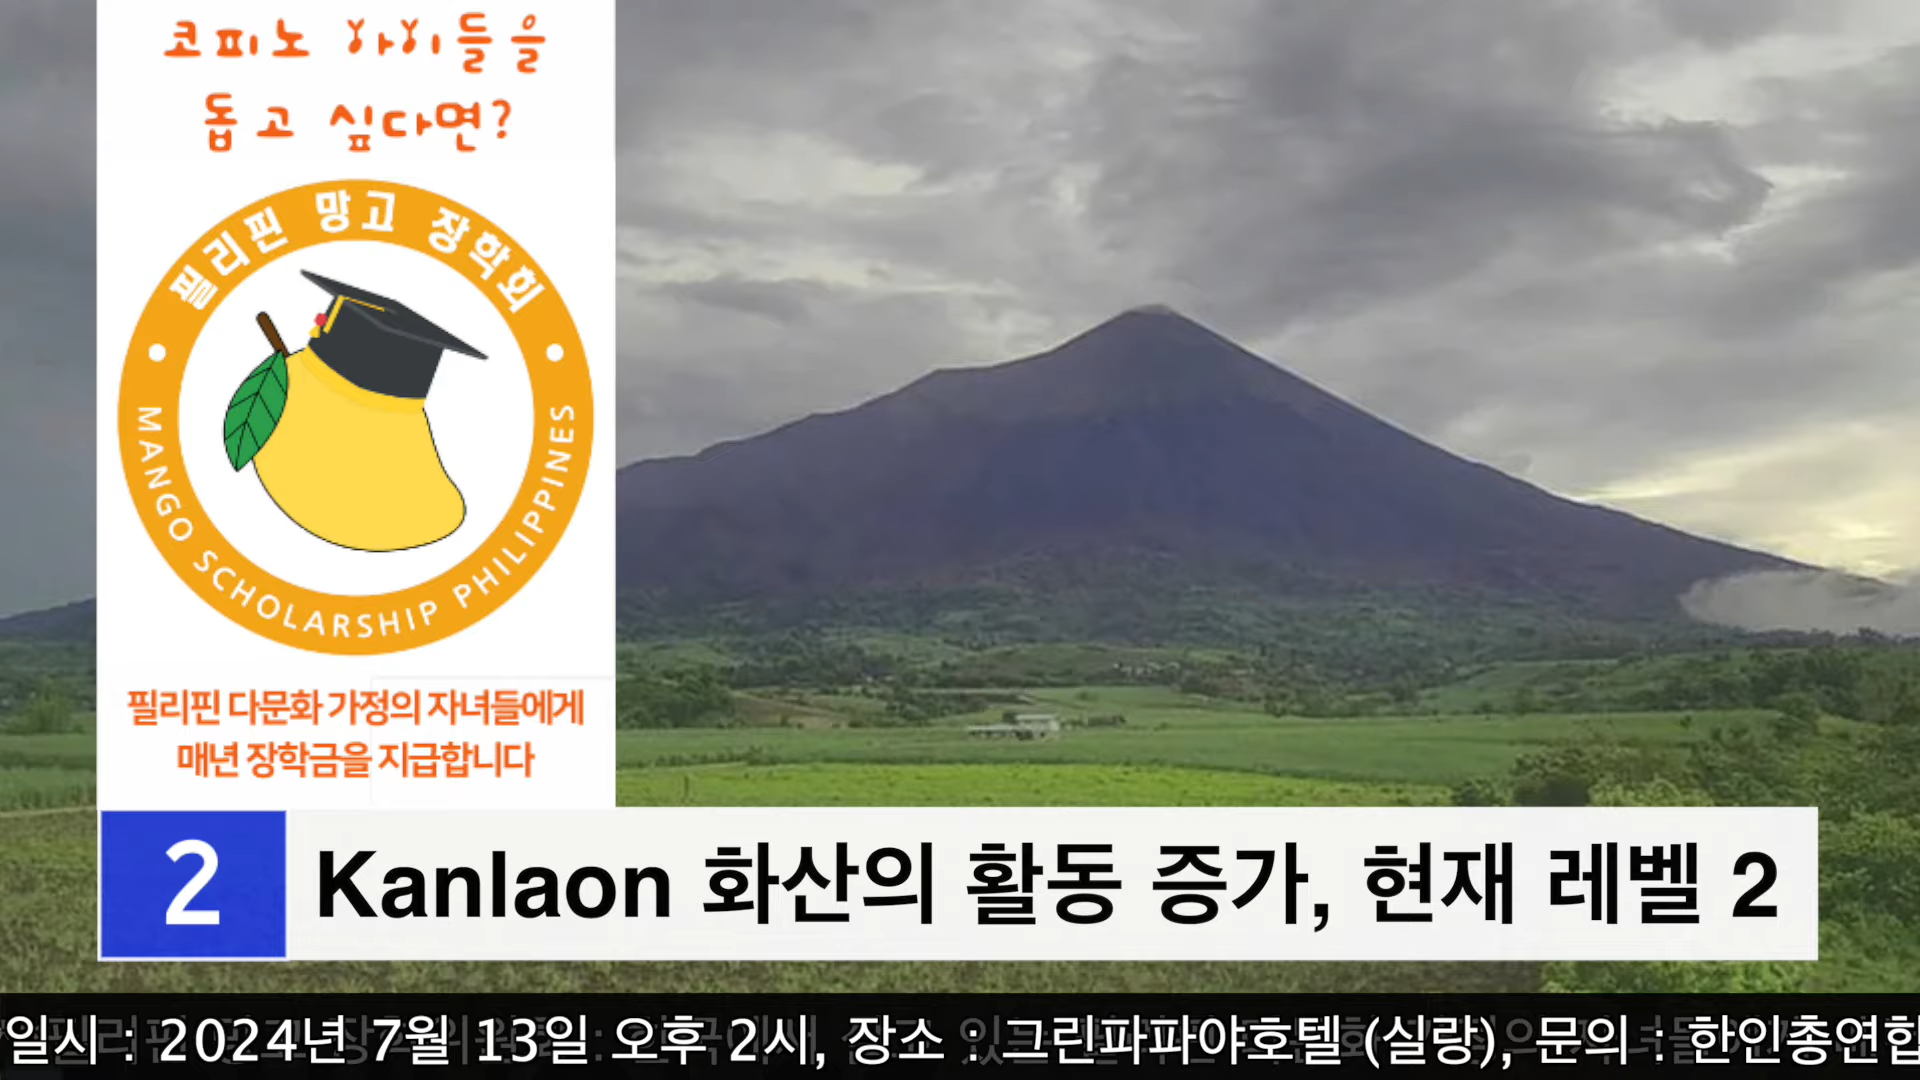 코피노 아이들을
돕고 싶다면?
필리핀 망고 장학회
MANGO SCHOLARSHIP PHILIPPINES
필리핀 다문화 가정의 자녀들에게
매년 장학금을 지급합니다
2 Kanlaon 화산의 활동 증가, 현재 레벨 2
일시 : 2024년 7월 13일 오후 2시, 장소 : 그린파파야호텔 (실랑), 문의 : 한인총연합